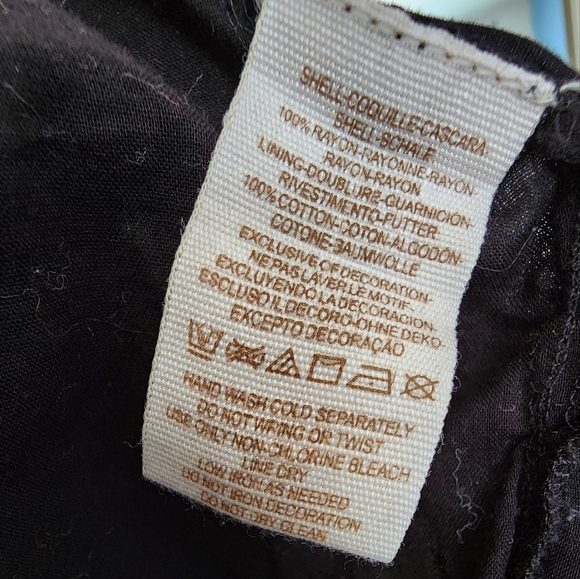 SHELL-COQUILLE-CASCARA-
SHELL-SCHALE
100% RAYON-RAYONNE-RAYON-
RAYON-RAYON
LINING-DOUBLURE-GUARNICIÓN-
RIVESTIMENTO-FUTTER-
100% COTTON-COTON-ALGODÓN-
COTONE-BAUMWOLLE
EXCLUSIVE OF DECORATION-
NE PAS LAVER LE MOTIF-
EXCLUYENDO LA DECORACION-
ESCLUSO IL DECORO-OHNE DEKO-
EXCEPTO DECORAÇÃO
HAND WASH COLD SEPARATELY
DO NOT WRING OR TWIST
USE ONLY NON-CHLORINE BLEACH
LINE DRY
LOW IRON AS NEEDED
DO NOT IRON DECORATION
DO NOT DRY CLEAN